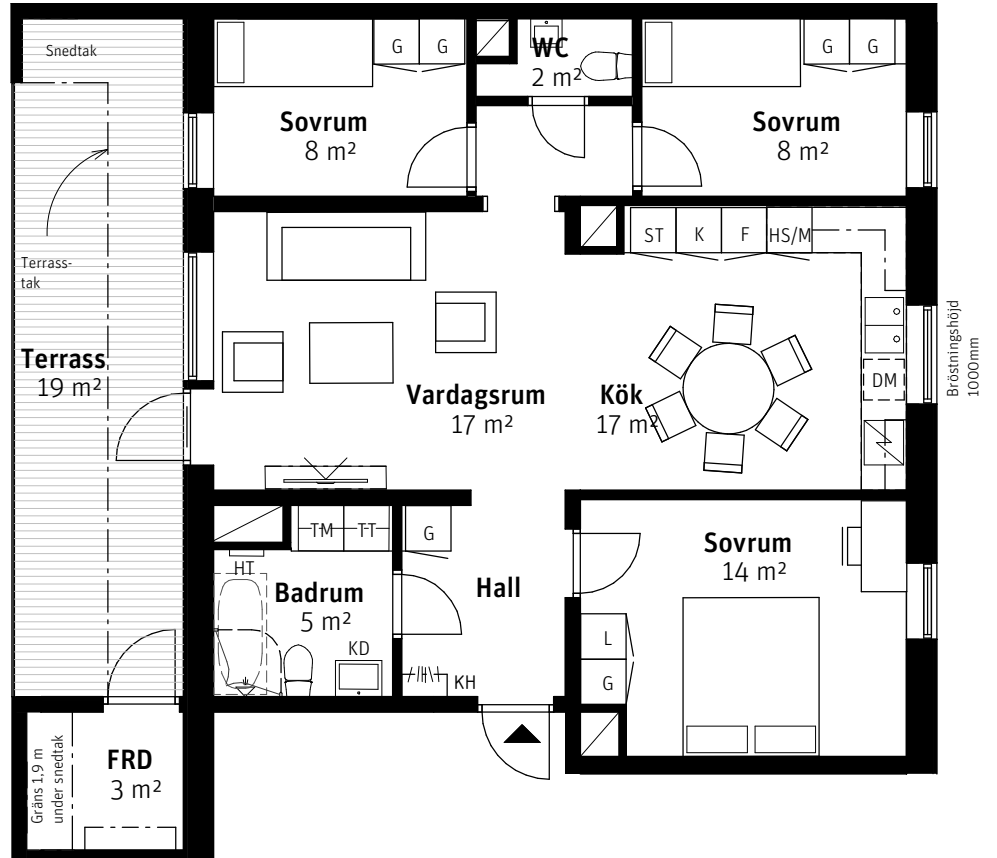 Snedtak
G
G
WC
2 m²
G
G
Sovrum
8 m²
Sovrum
8 m²
ST
K
F
HS/M
Terrass-
tak
Terrass
19 m²
Vardagsrum
17 m²
Kök
17 m²
DM
Bröstningshöjd
1000mm
TM
TT
G
HT
Badrum
5 m²
KD
Hall
KH
Sovrum
14 m²
L
G
FRD
3 m²
Gräns 1,9 m
under snedtak